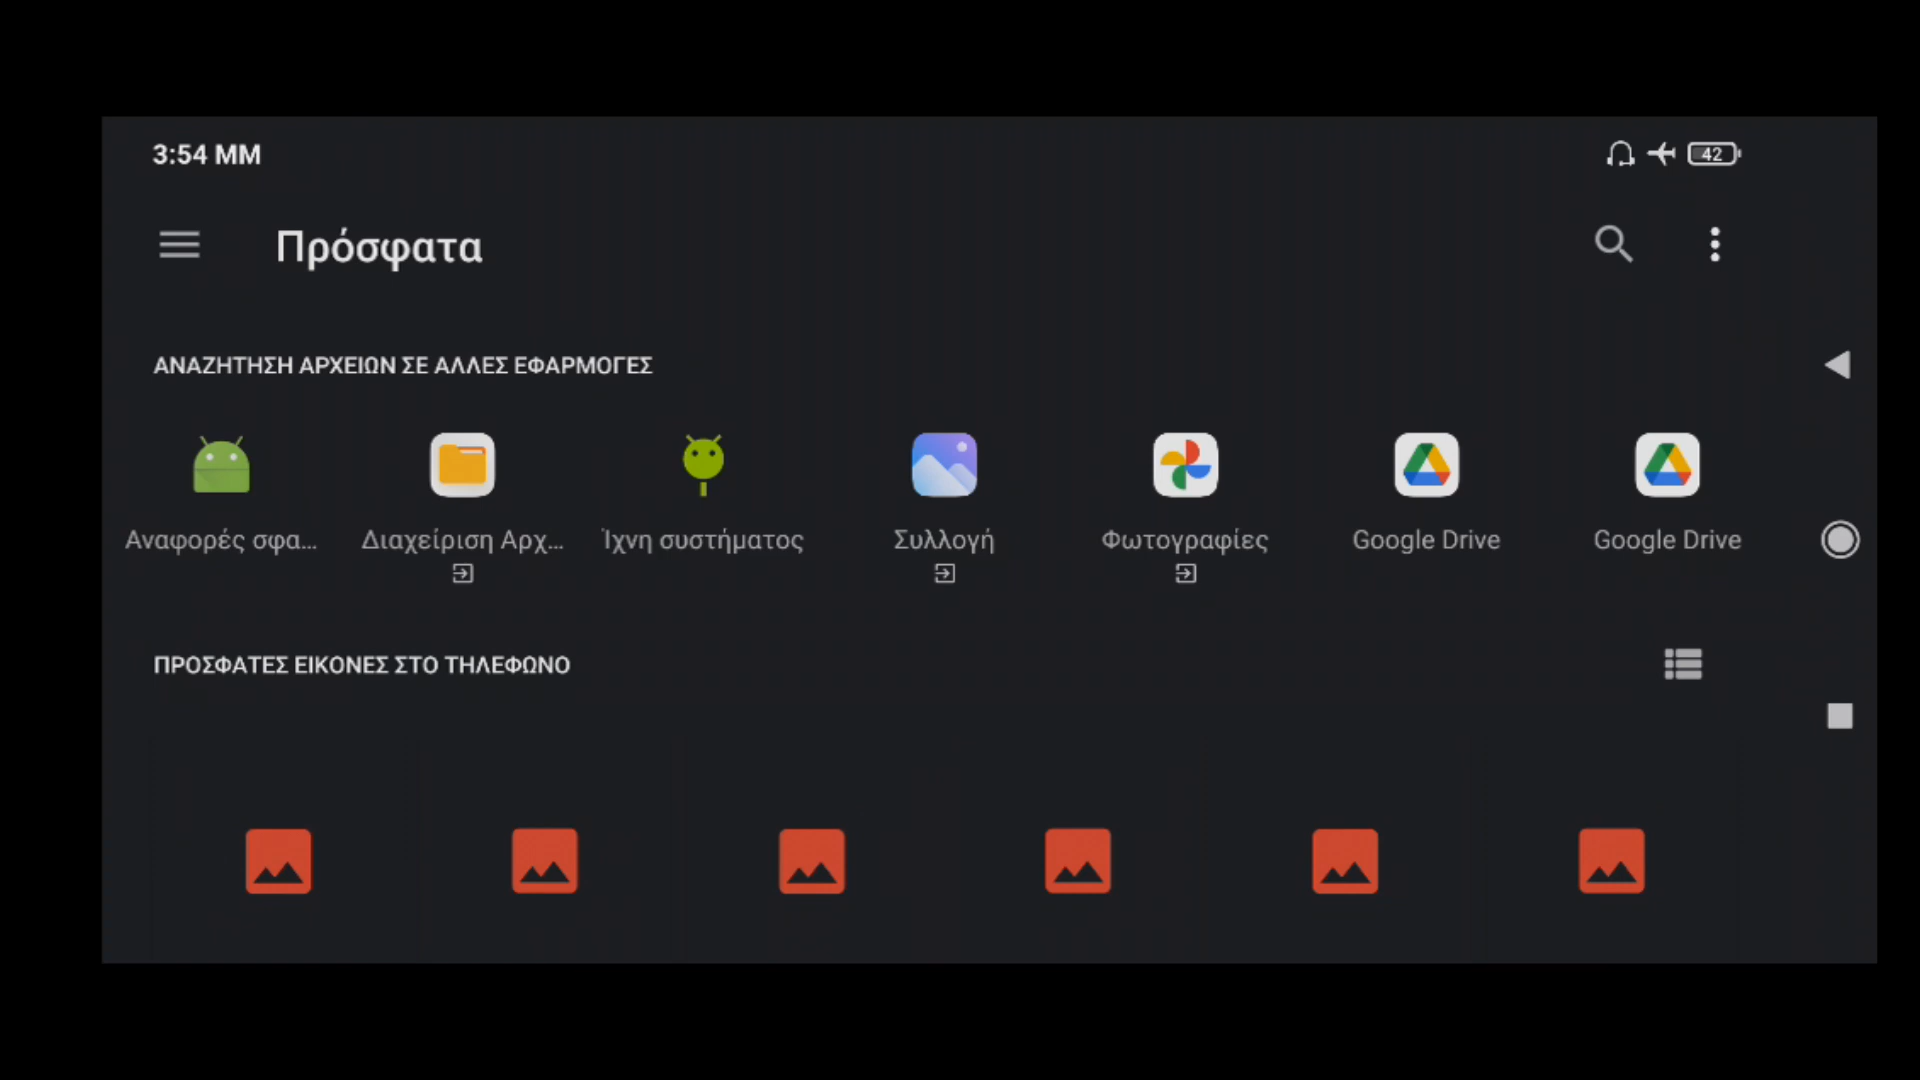 3:54 ΜΜ
42
Πρόσφατα
ΑΝΑΖΗΤΗΣΗ ΑΡΧΕΙΩΝ ΣΕ ΑΛΛΕΣ ΕΦΑΡΜΟΓΕΣ
Αναφορές σφα...
Διαχείριση Αρχ...
Ίχνη συστήματος
Συλλογή
Φωτογραφίες
Google Drive
Google Drive
ΠΡΟΣΦΑΤΕΣ ΕΙΚΟΝΕΣ ΣΤΟ ΤΗΛΕΦΩΝΟ